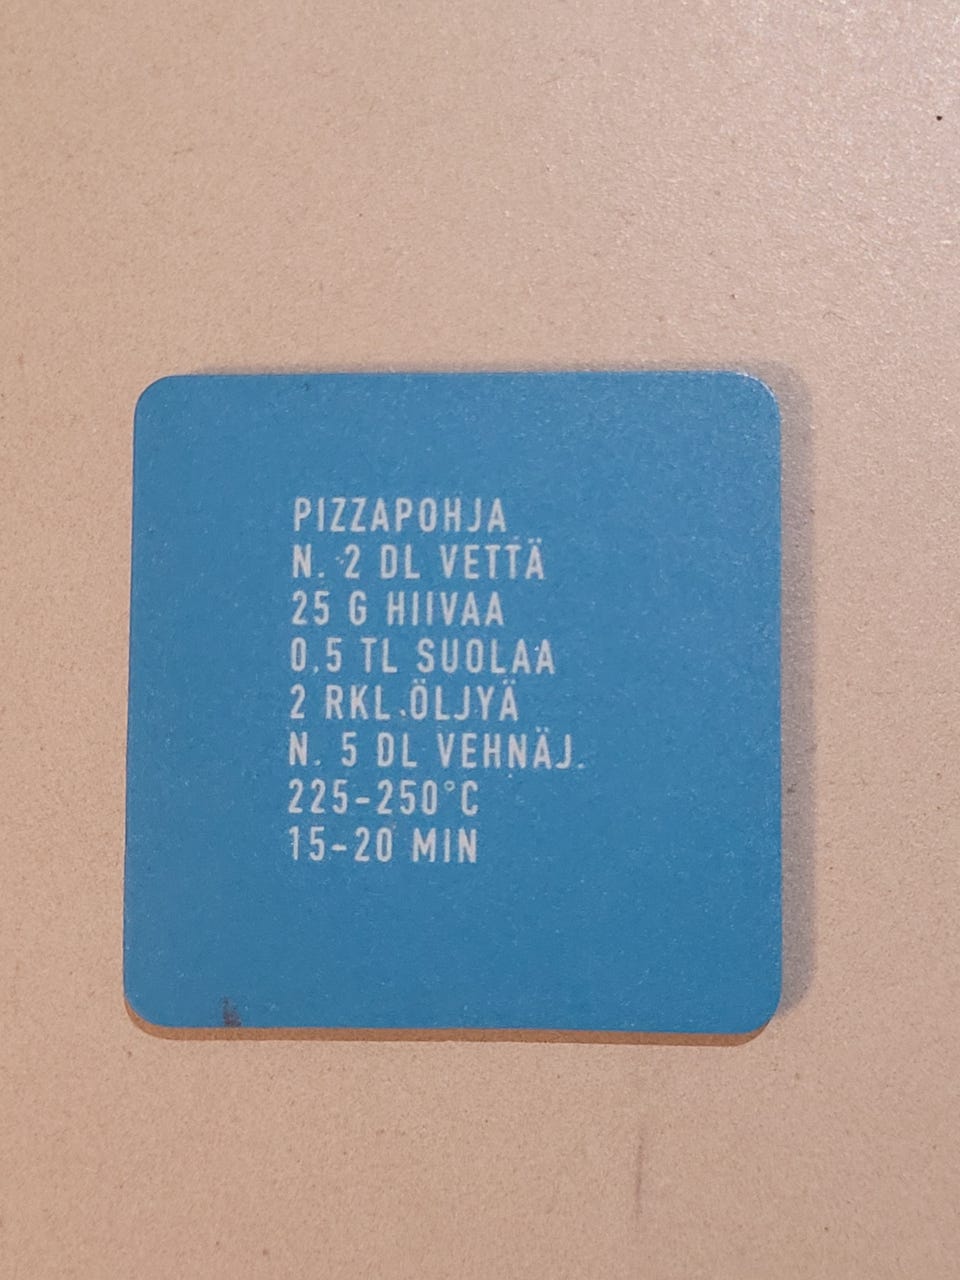 PIZZAPOHJA
N. 2 DL VETTÄ
25 G HIIVAA
0,5 TL SUOLAA
2 RKL ÖLJYÄ
N. 5 DL VEHNÄJ.
225-250°C
15-20 MIN